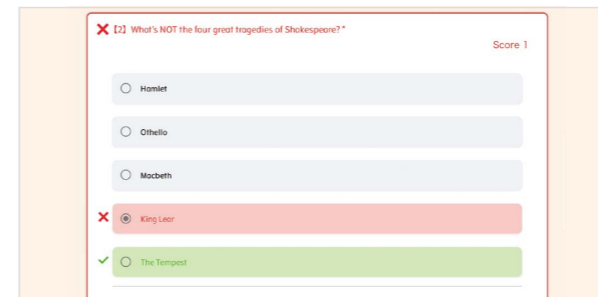 【2】 What's NOT the four great tragedies of Shakespeare? *
Score 1
Hamlet
Othello
Macbeth
King Lear
The Tempest